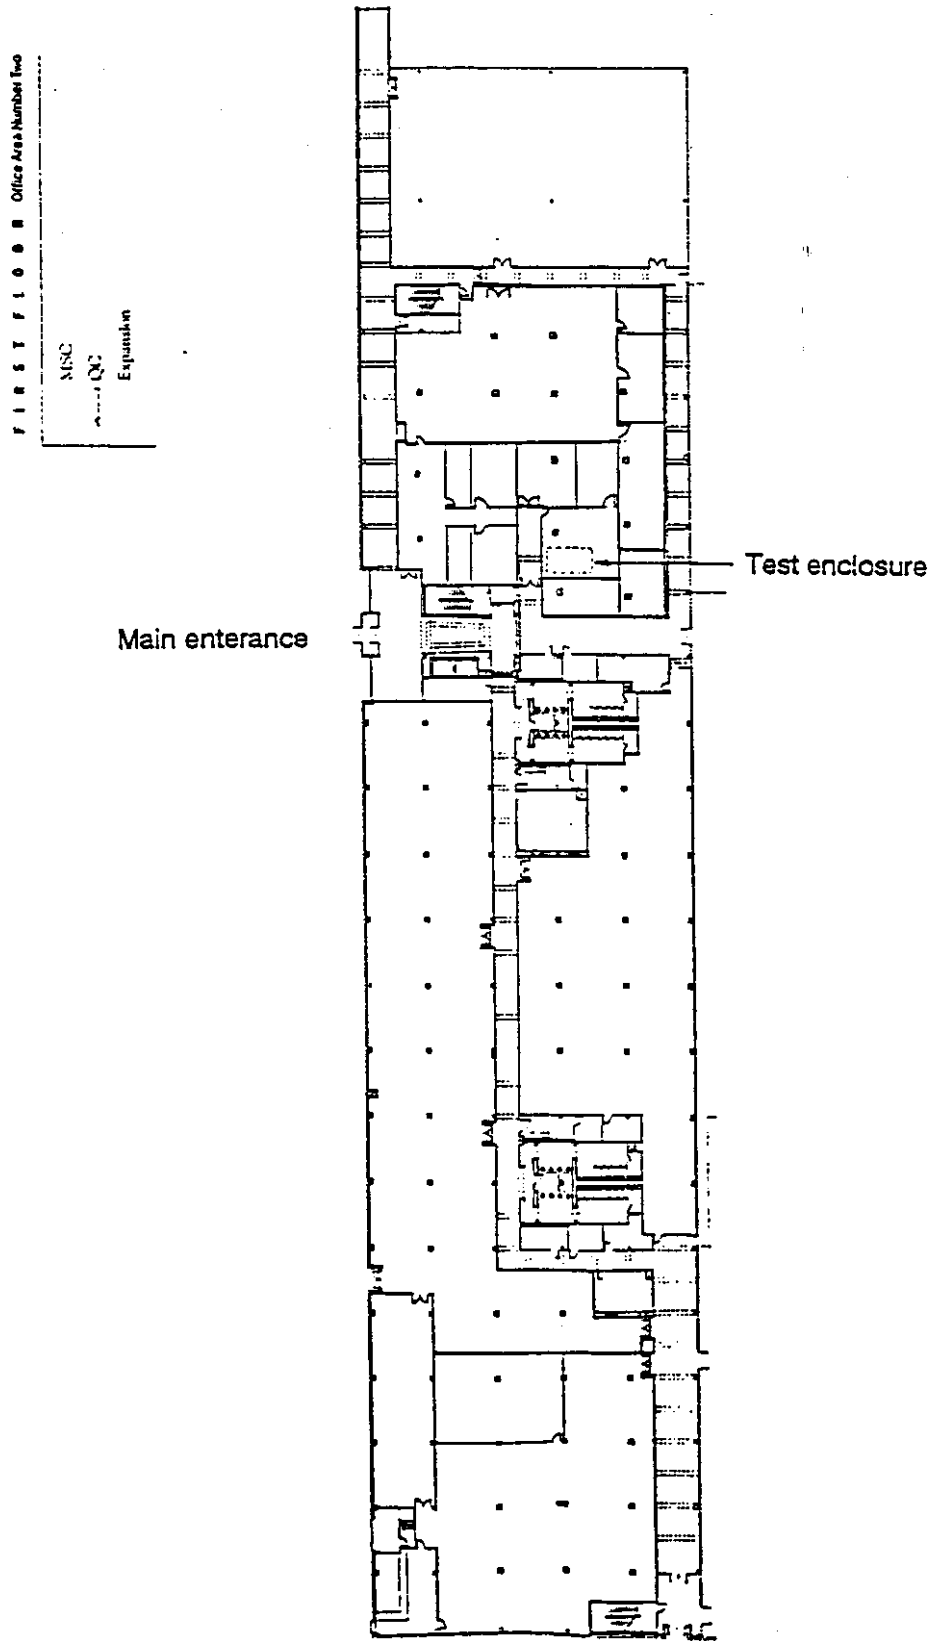 FIRST FLOOR Office Area Number Two
MSC
QC
Expansion
Test enclosure
Main enterance